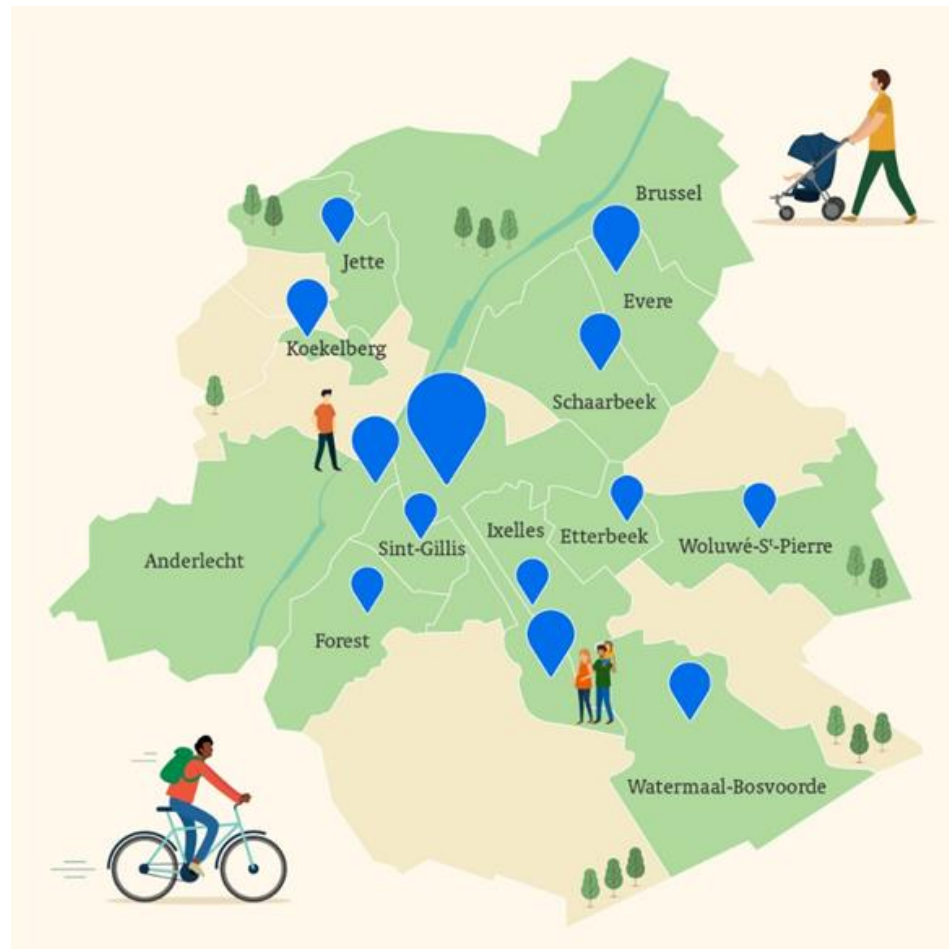 Brussel
Jette
Evere
Koekelberg
Schaarbeek
Ixelles
Etterbeek
Sint-Gillis
Woluwé-Sᵗ-Pierre
Anderlecht
Forest
Watermaal-Bosvoorde